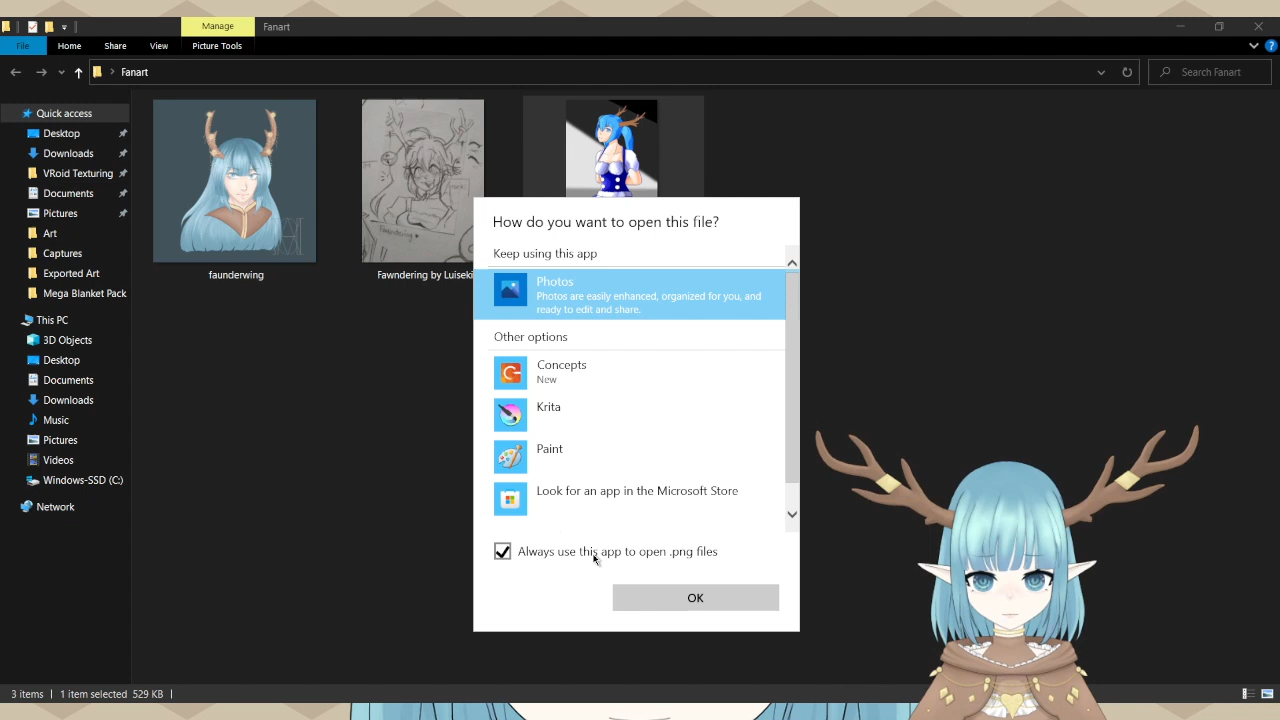 Manage
Fanart
File
Home
Share
View
Picture Tools
Fanart
Search Fanart
Quick access
Desktop
Downloads
VRoid Texturing
Documents
Pictures
Art
Captures
Exported Art
Mega Blanket Pack
This PC
3D Objects
Desktop
Documents
Downloads
Music
Pictures
Videos
Windows-SSD (C:)
Network
faunderwing
Fawndering by Luiseki
How do you want to open this file?
Keep using this app
Photos
Photos are easily enhanced, organized for you, and
ready to edit and share.
Other options
Concepts
New
Krita
Paint
Look for an app in the Microsoft Store
Always use this app to open .png files
OK
3 items
1 item selected 529 KB